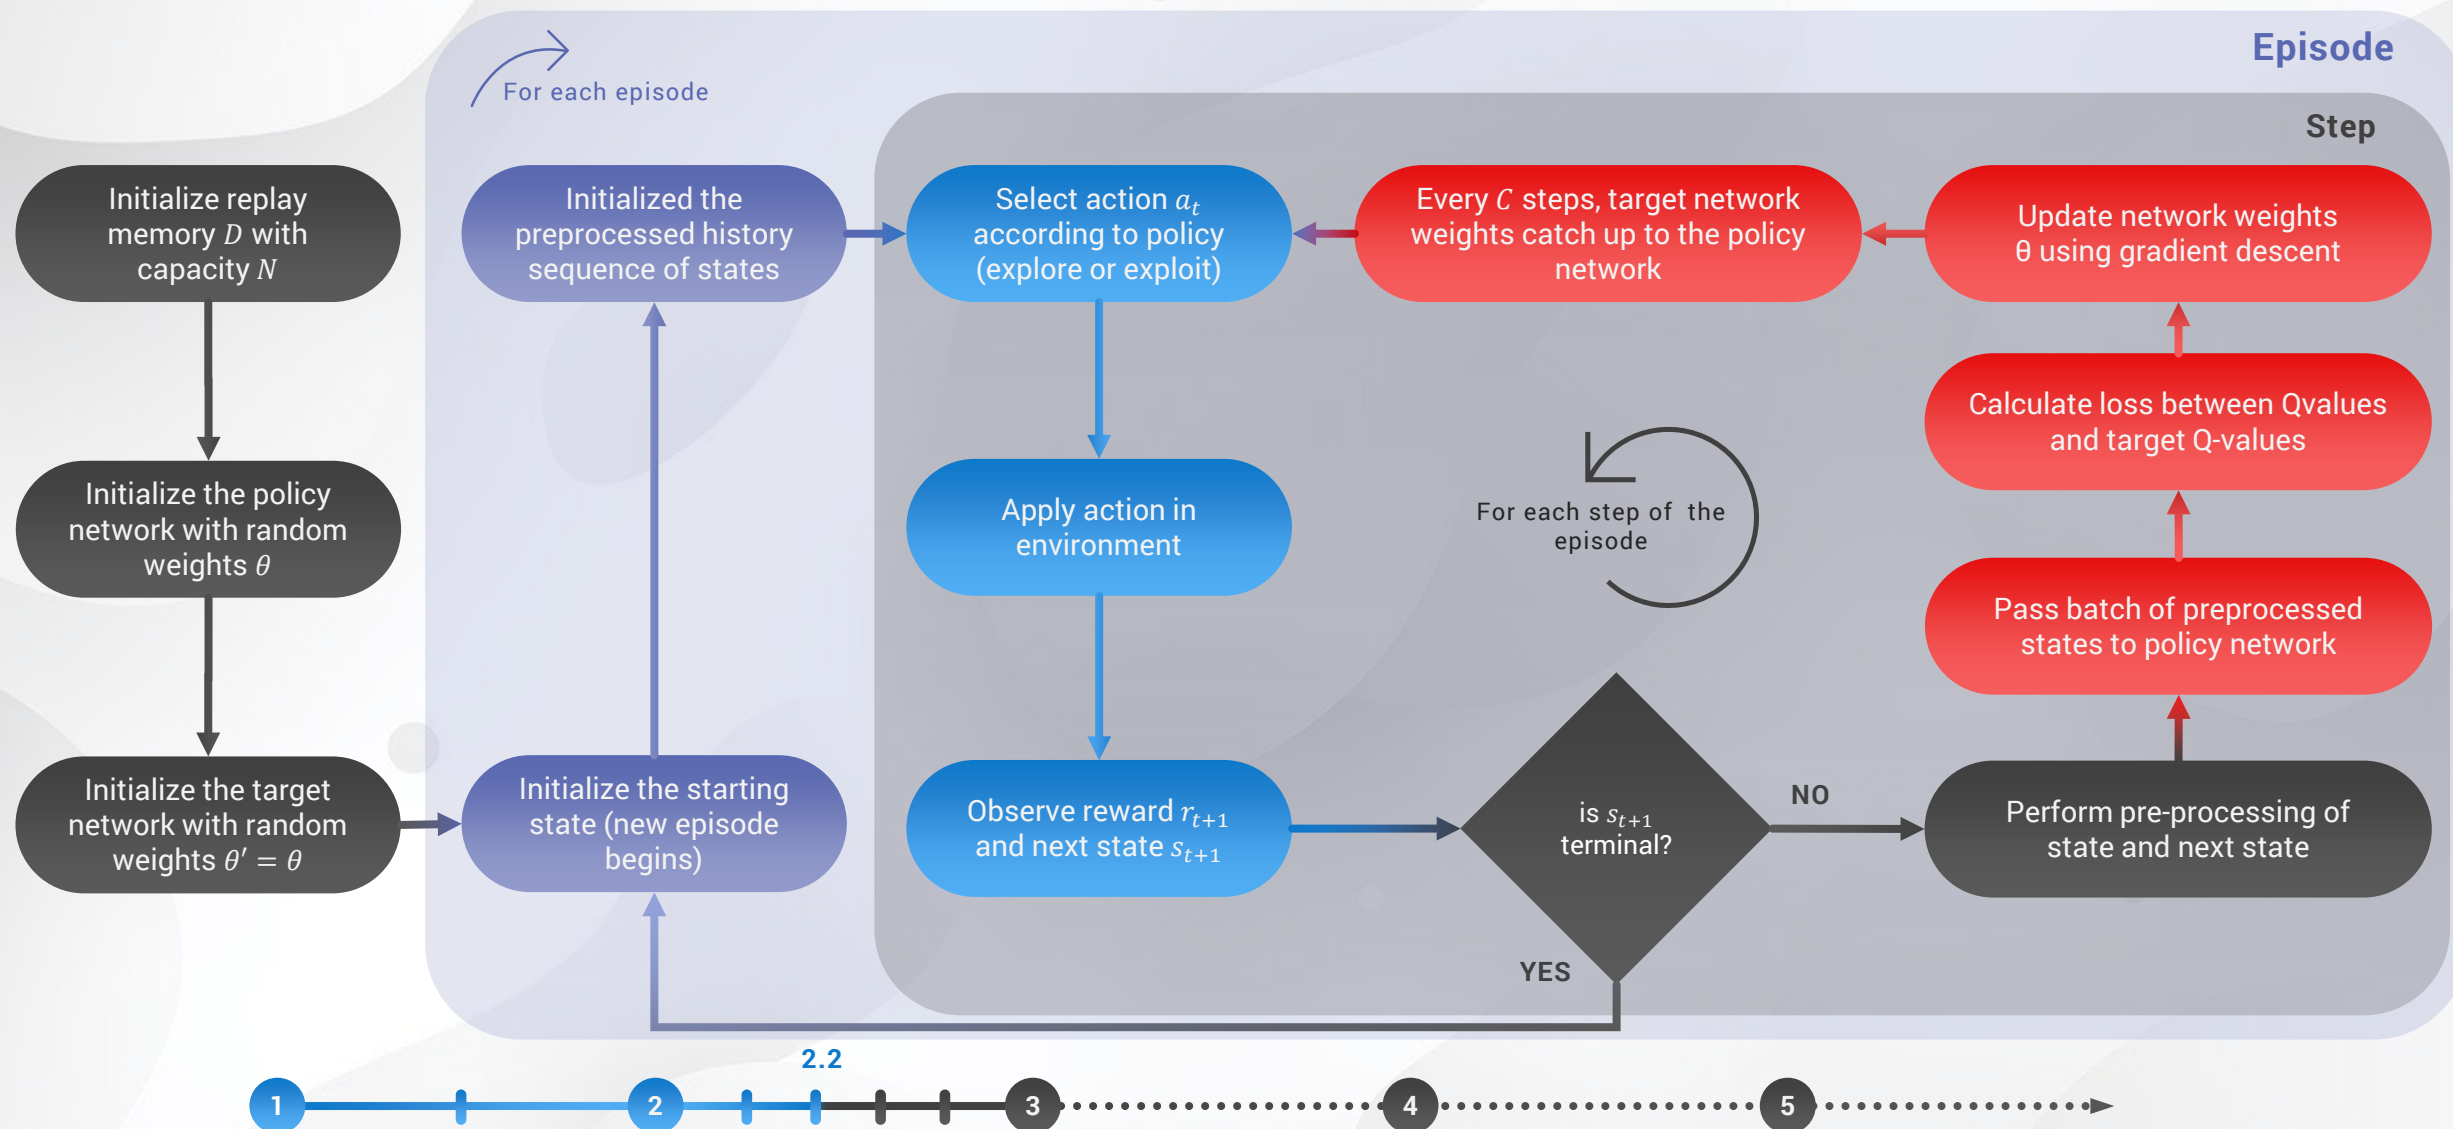 Episode
For each episode
Step
Initialize replay
memory D with
capacity N
Initialize the policy
network with random
weights θ
Initialize the target
network with random
weights θ′ = θ
Initialized the
preprocessed history
sequence of states
Initialize the starting
state (new episode
begins)
Select action aₜ
according to policy
(explore or exploit)
Apply action in
environment
Observe reward rₜ₊₁
and next state sₜ₊₁
is sₜ₊₁
terminal?
YES
NO
For each step of the
episode
Perform pre-processing of
state and next state
Pass batch of preprocessed
states to policy network
Calculate loss between Qvalues
and target Q-values
Update network weights
θ using gradient descent
Every C steps, target network
weights catch up to the policy
network
2.2
1
2
3
4
5